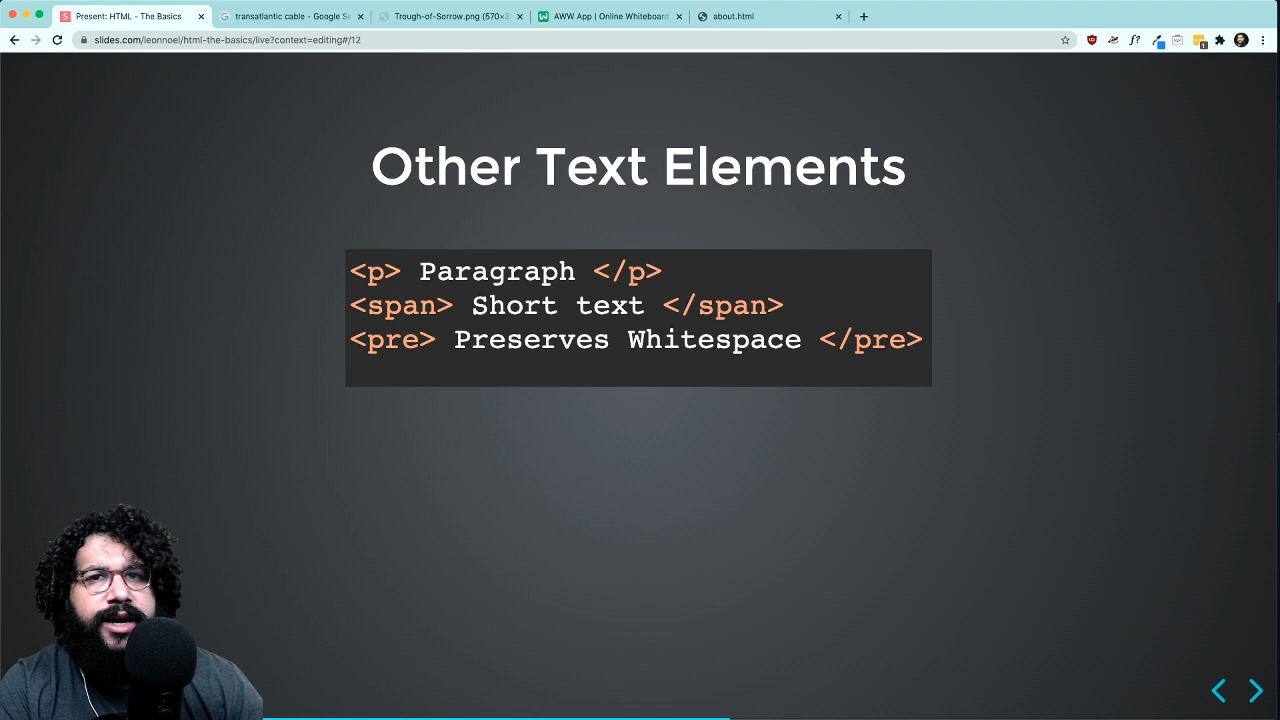 Present: HTML - The Basics
transatlantic cable - Google Se
Trough-of-Sorrow.png (570×3
AWW App | Online Whiteboard
about.html
slides.com/leonnoel/html-the-basics/live?context=editing#/12
Other Text Elements
<p> Paragraph </p>
<span> Short text </span>
<pre> Preserves Whitespace </pre>